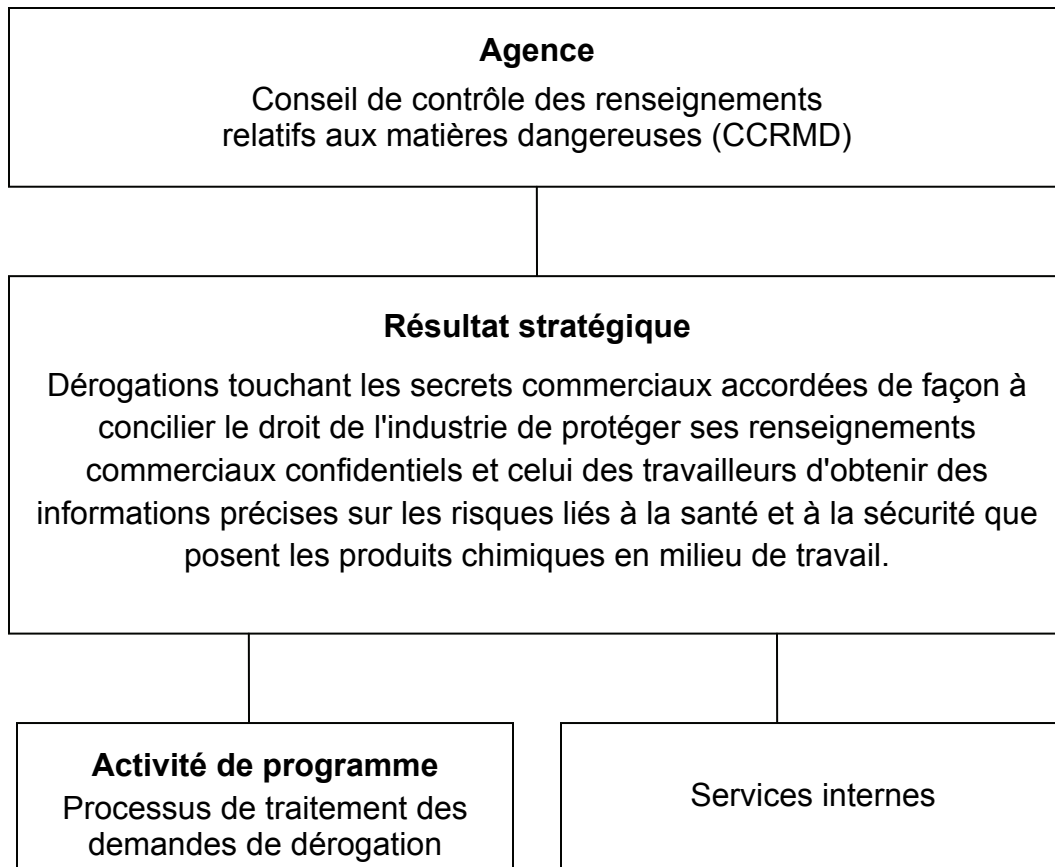 Agence
Conseil de contrôle des renseignements
relatifs aux matières dangereuses (CCRMD)
Résultat stratégique
Dérogations touchant les secrets commerciaux accordées de façon à
concilier le droit de l'industrie de protéger ses renseignements
commerciaux confidentiels et celui des travailleurs d'obtenir des
informations précises sur les risques liés à la santé et à la sécurité que
posent les produits chimiques en milieu de travail.
Activité de programme
Processus de traitement des
demandes de dérogation
Services internes